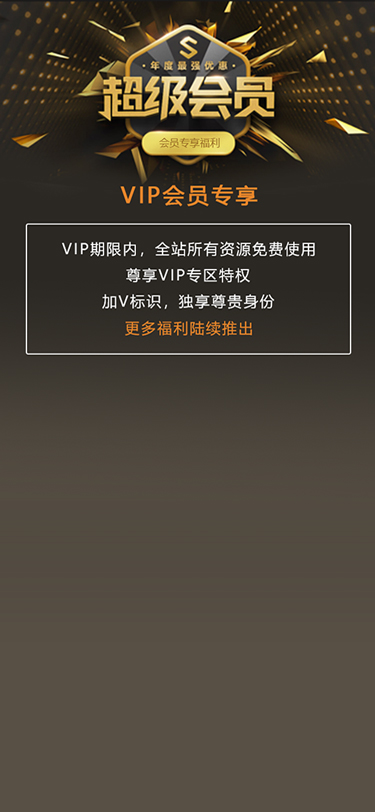 · 年度最强优惠 ·
超级会员
会员专享福利
VIP会员专享
VIP期限内，全站所有资源免费使用
尊享VIP专区特权
加V标识，独享尊贵身份
更多福利陆续推出